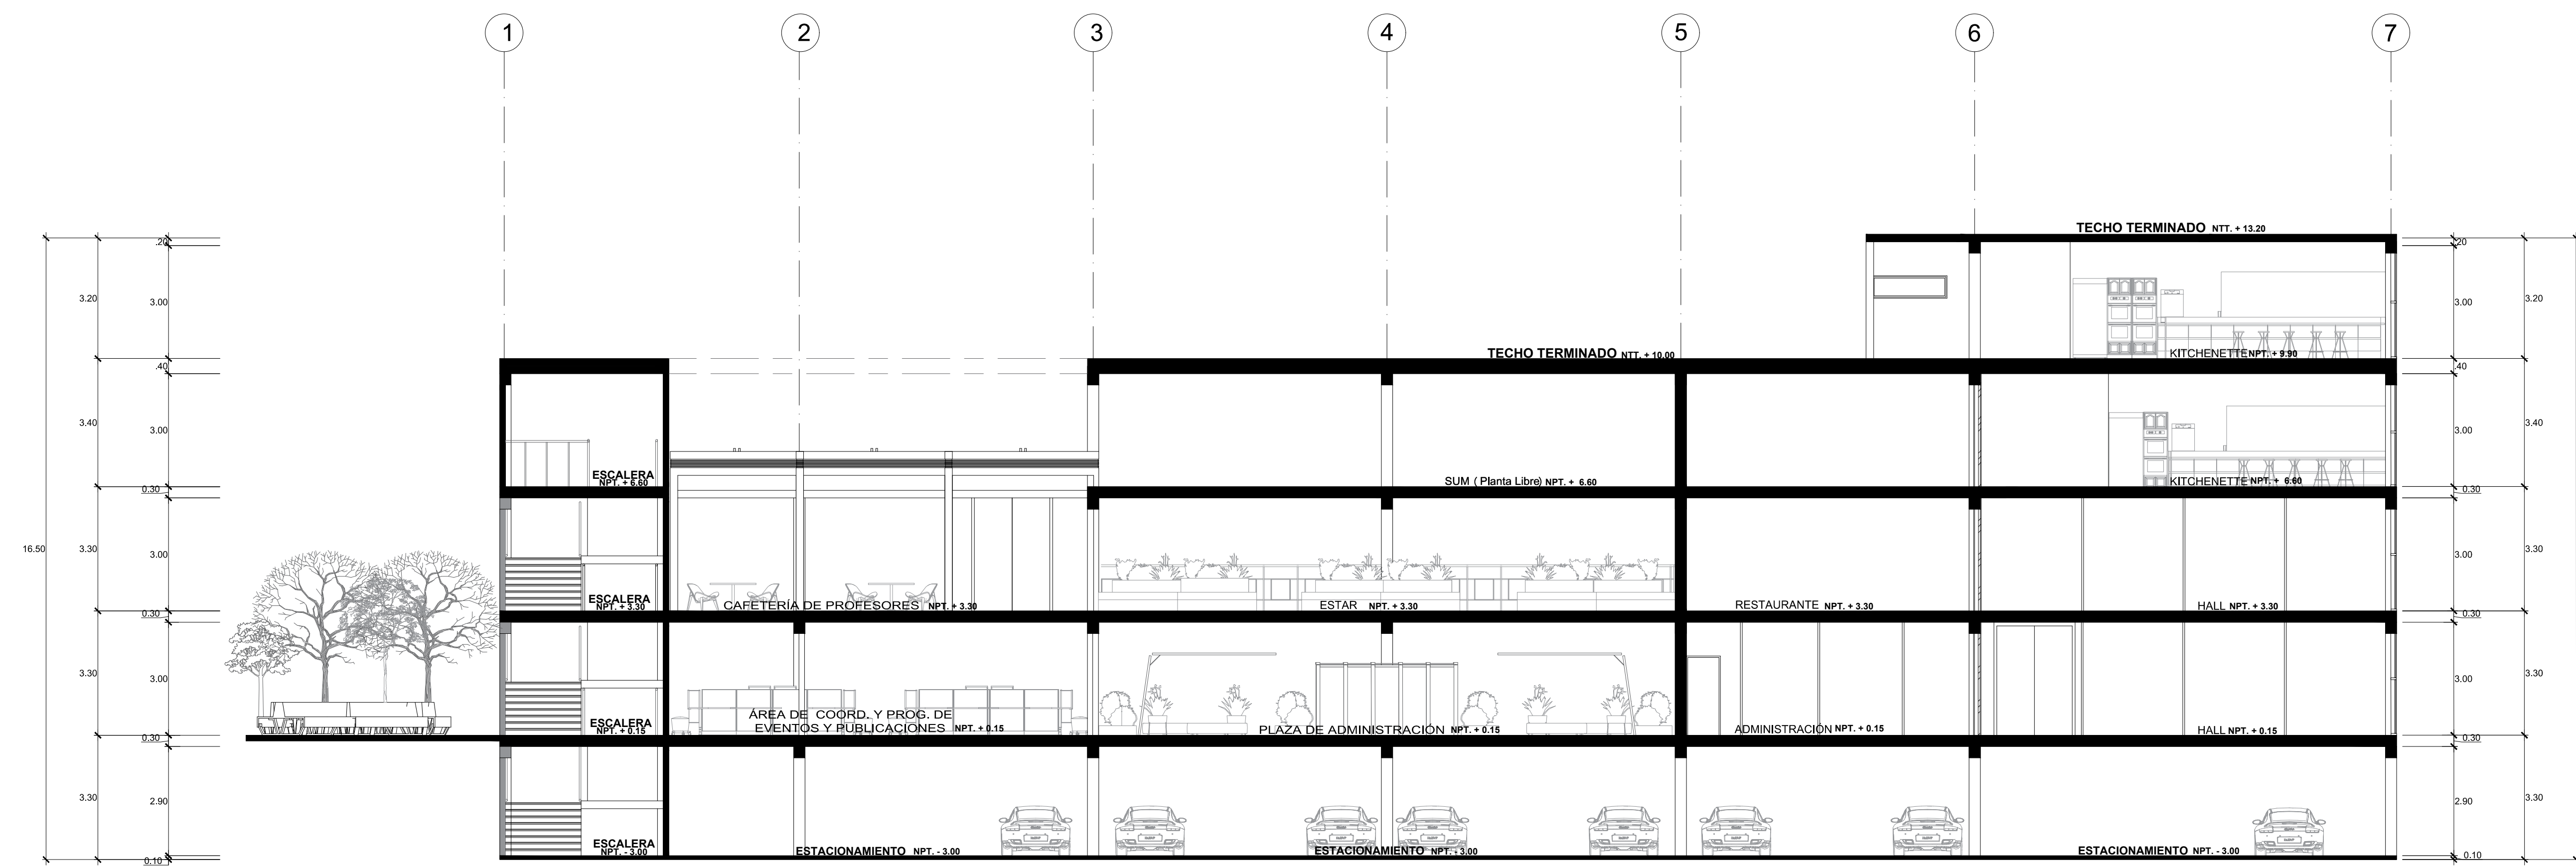 1
2
3
4
5
6
7
TECHO TERMINADO NTT. + 13.20
.20
.20
3.20
3.00
3.00
3.20
TECHO TERMINADO NTT. + 10.00
KITCHENETTE NPT. + 9.90
.40
.40
3.40
3.00
3.00
3.40
ESCALERA
NPT. + 6.60
SUM ( Planta Libre) NPT. + 6.60
KITCHENETTE NPT. + 6.60
0.30
0.30
16.50
3.30
3.00
3.00
3.30
ESCALERA
NPT. + 3.30
CAFETERÍA DE PROFESORES NPT. + 3.30
ESTAR NPT. + 3.30
RESTAURANTE NPT. + 3.30
HALL NPT. + 3.30
0.30
0.30
3.30
3.00
3.00
3.30
ESCALERA
NPT. + 0.15
ÁREA DE COORD. Y PROG. DE
EVENTOS Y PUBLICACIONES NPT. + 0.15
PLAZA DE ADMINISTRACIÓN NPT. + 0.15
ADMINISTRACIÓN NPT. + 0.15
HALL NPT. + 0.15
0.30
0.30
3.30
2.90
2.90
3.30
ESCALERA
NPT. - 3.00
ESTACIONAMIENTO NPT. - 3.00
ESTACIONAMIENTO NPT. - 3.00
ESTACIONAMIENTO NPT. - 3.00
0.10
0.10